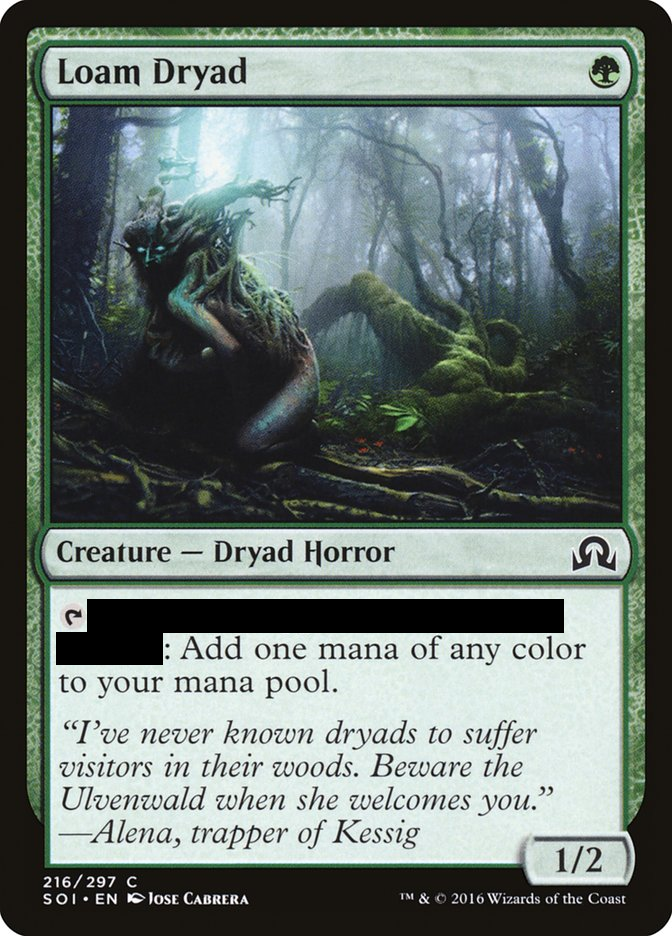 Loam Dryad
Creature — Dryad Horror
: Add one mana of any color
to your mana pool.
“I’ve never known dryads to suffer
visitors in their woods. Beware the
Ulvenwald when she welcomes you.”
—Alena, trapper of Kessig
1/2
216/297 C
SOI • EN Jose Cabrera
™ & © 2016 Wizards of the Coast